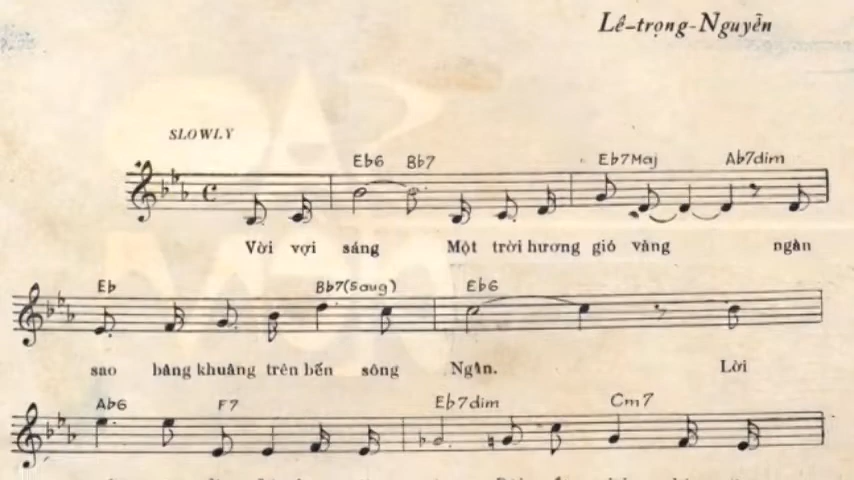 Lê-trọng-Nguyễn
SLOWLY
Eb6 Bb7 Eb7Maj Ab7dim
Vời vợi sáng Một trời hương gió vàng ngàn
Eb Bb7(5aug) Eb6
sao bâng khuâng trên bến sông Ngân. Lời
Ab6 F7 Eb7dim Cm7